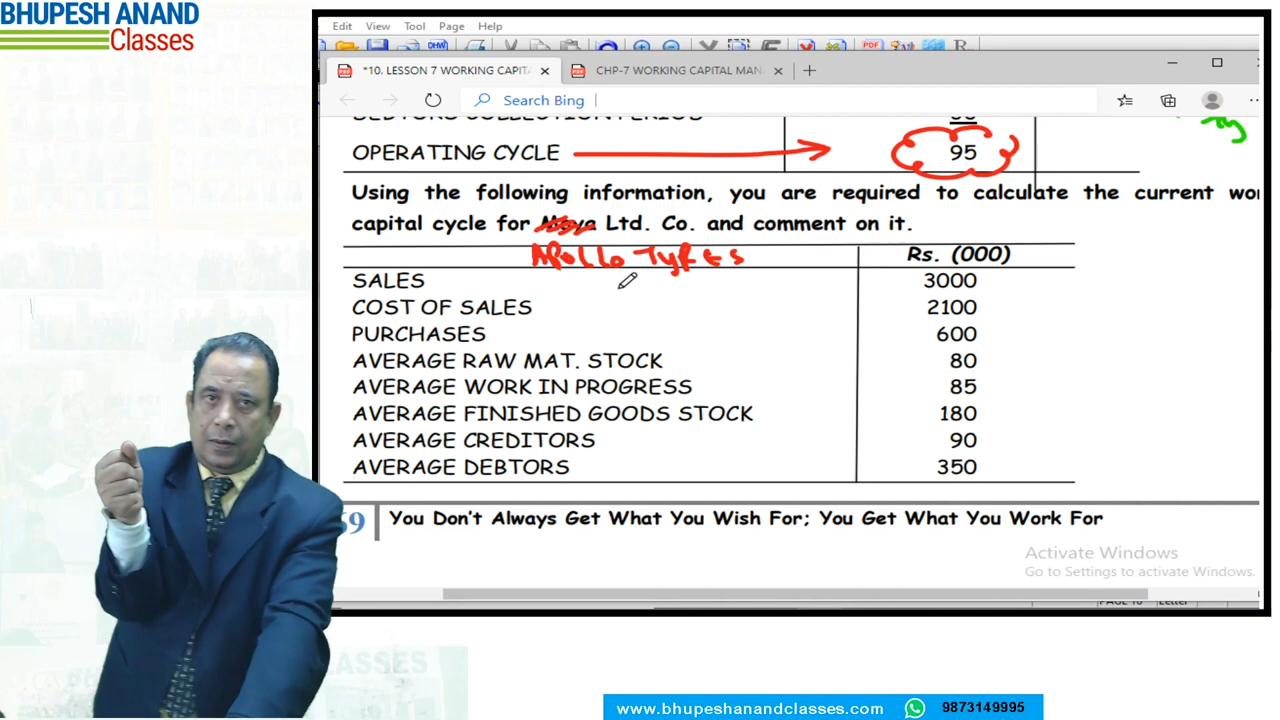 BHUPESH ANAND
Classes
Edit View Tool Page Help
DHW PDF R
*10. LESSON 7 WORKING CAPIT × CHP-7 WORKING CAPITAL MAN × +
Search Bing
OPERATING CYCLE 95
Using the following information, you are required to calculate the current wo
capital cycle for Ltd. Co. and comment on it.
Apollo Tyres Rs. (000)
SALES 3000
COST OF SALES 2100
PURCHASES 600
AVERAGE RAW MAT. STOCK 80
AVERAGE WORK IN PROGRESS 85
AVERAGE FINISHED GOODS STOCK 180
AVERAGE CREDITORS 90
AVERAGE DEBTORS 350
You Don't Always Get What You Wish For; You Get What You Work For
Activate Windows
Go to Settings to activate Windows.
Letter
CLASSES
www.bhupeshanandclasses.com 9873149995